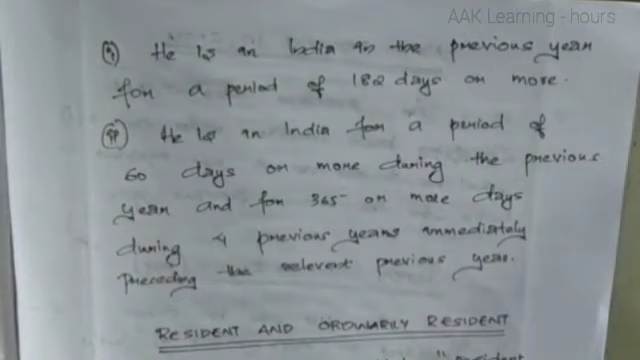 AAK Learning - hours
(i) He is in India in the previous year
for a period of 182 days or more.
(ii) He is in India for a period of
60 days or more during the previous
year and for 365 or more days
during 4 previous years immediately
preceding the relevent previous year.
RESIDENT AND ORDINARILY RESIDENT